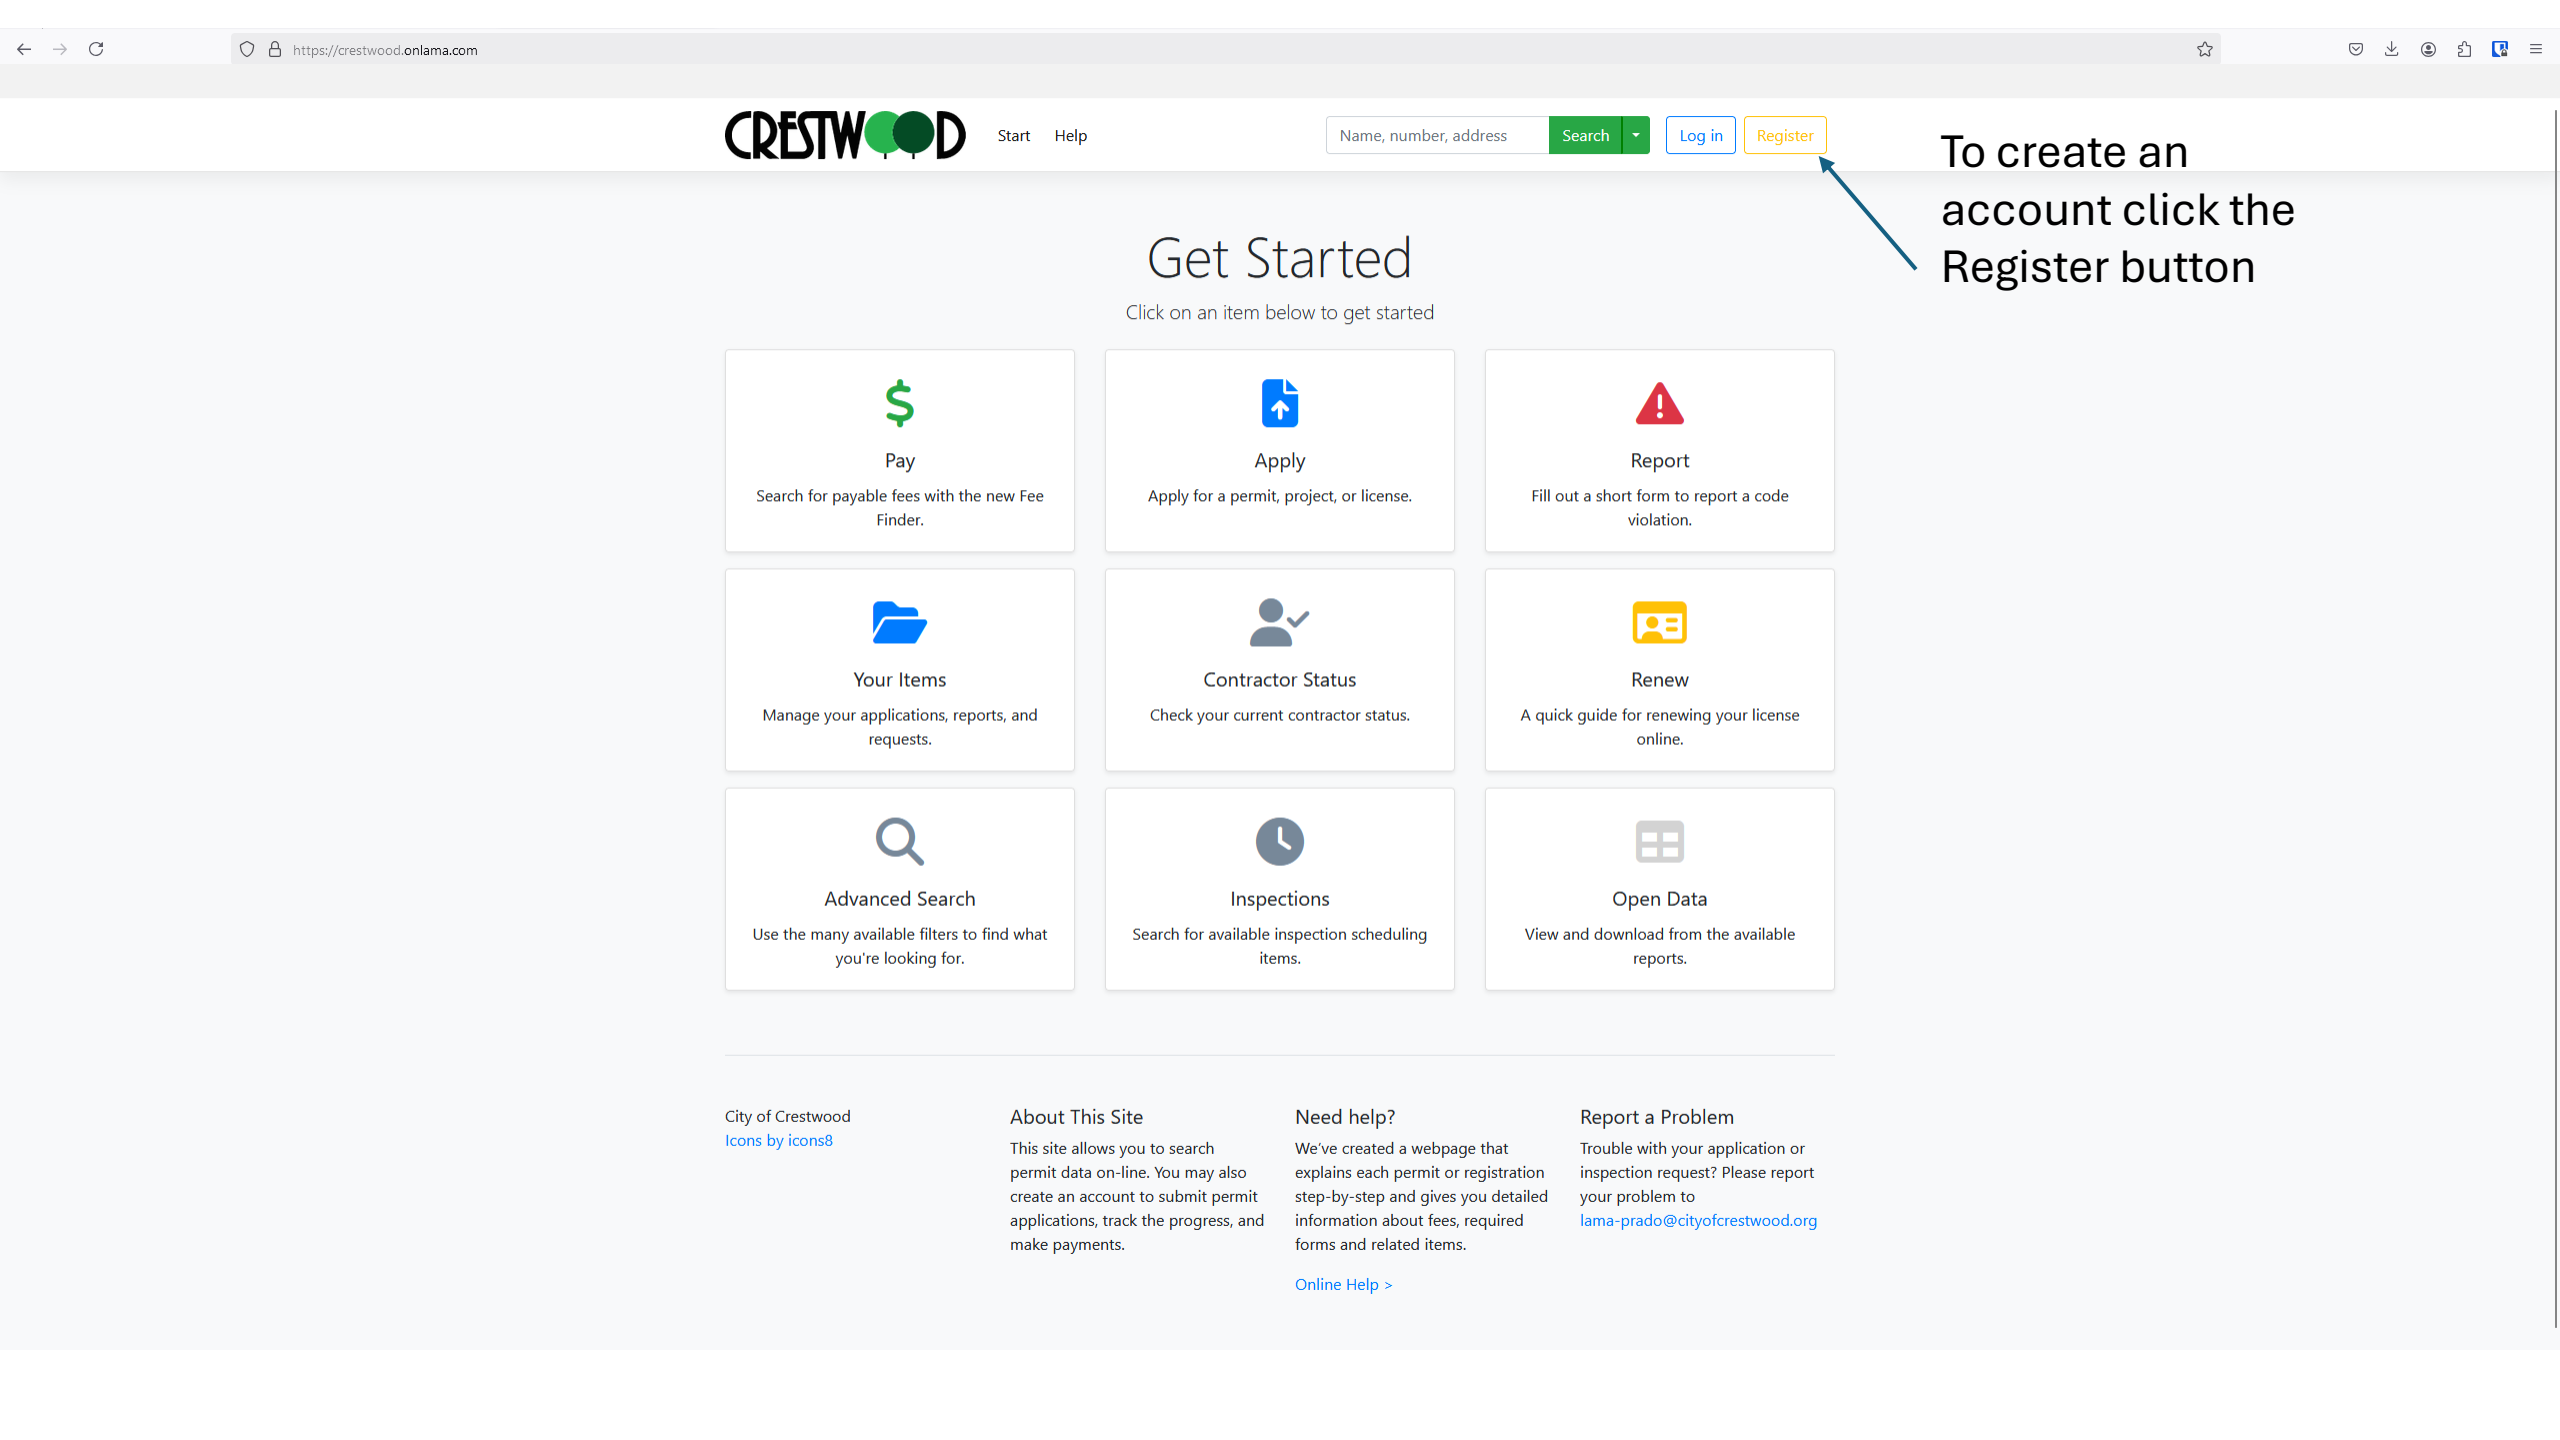 https://crestwood.onlama.com
CRESTWOOD
Start
Help
Name, number, address
Search
Log in
Register
To create an
account click the
Register button
Get Started
Click on an item below to get started
Pay
Search for payable fees with the new Fee
Finder.
Apply
Apply for a permit, project, or license.
Report
Fill out a short form to report a code
violation.
Your Items
Manage your applications, reports, and
requests.
Contractor Status
Check your current contractor status.
Renew
A quick guide for renewing your license
online.
Advanced Search
Use the many available filters to find what
you're looking for.
Inspections
Search for available inspection scheduling
items.
Open Data
View and download from the available
reports.
City of Crestwood
Icons by icons8
About This Site
This site allows you to search
permit data on-line. You may also
create an account to submit permit
applications, track the progress, and
make payments.
Need help?
We've created a webpage that
explains each permit or registration
step-by-step and gives you detailed
information about fees, required
forms and related items.
Online Help >
Report a Problem
Trouble with your application or
inspection request? Please report
your problem to
lama-prado@cityofcrestwood.org